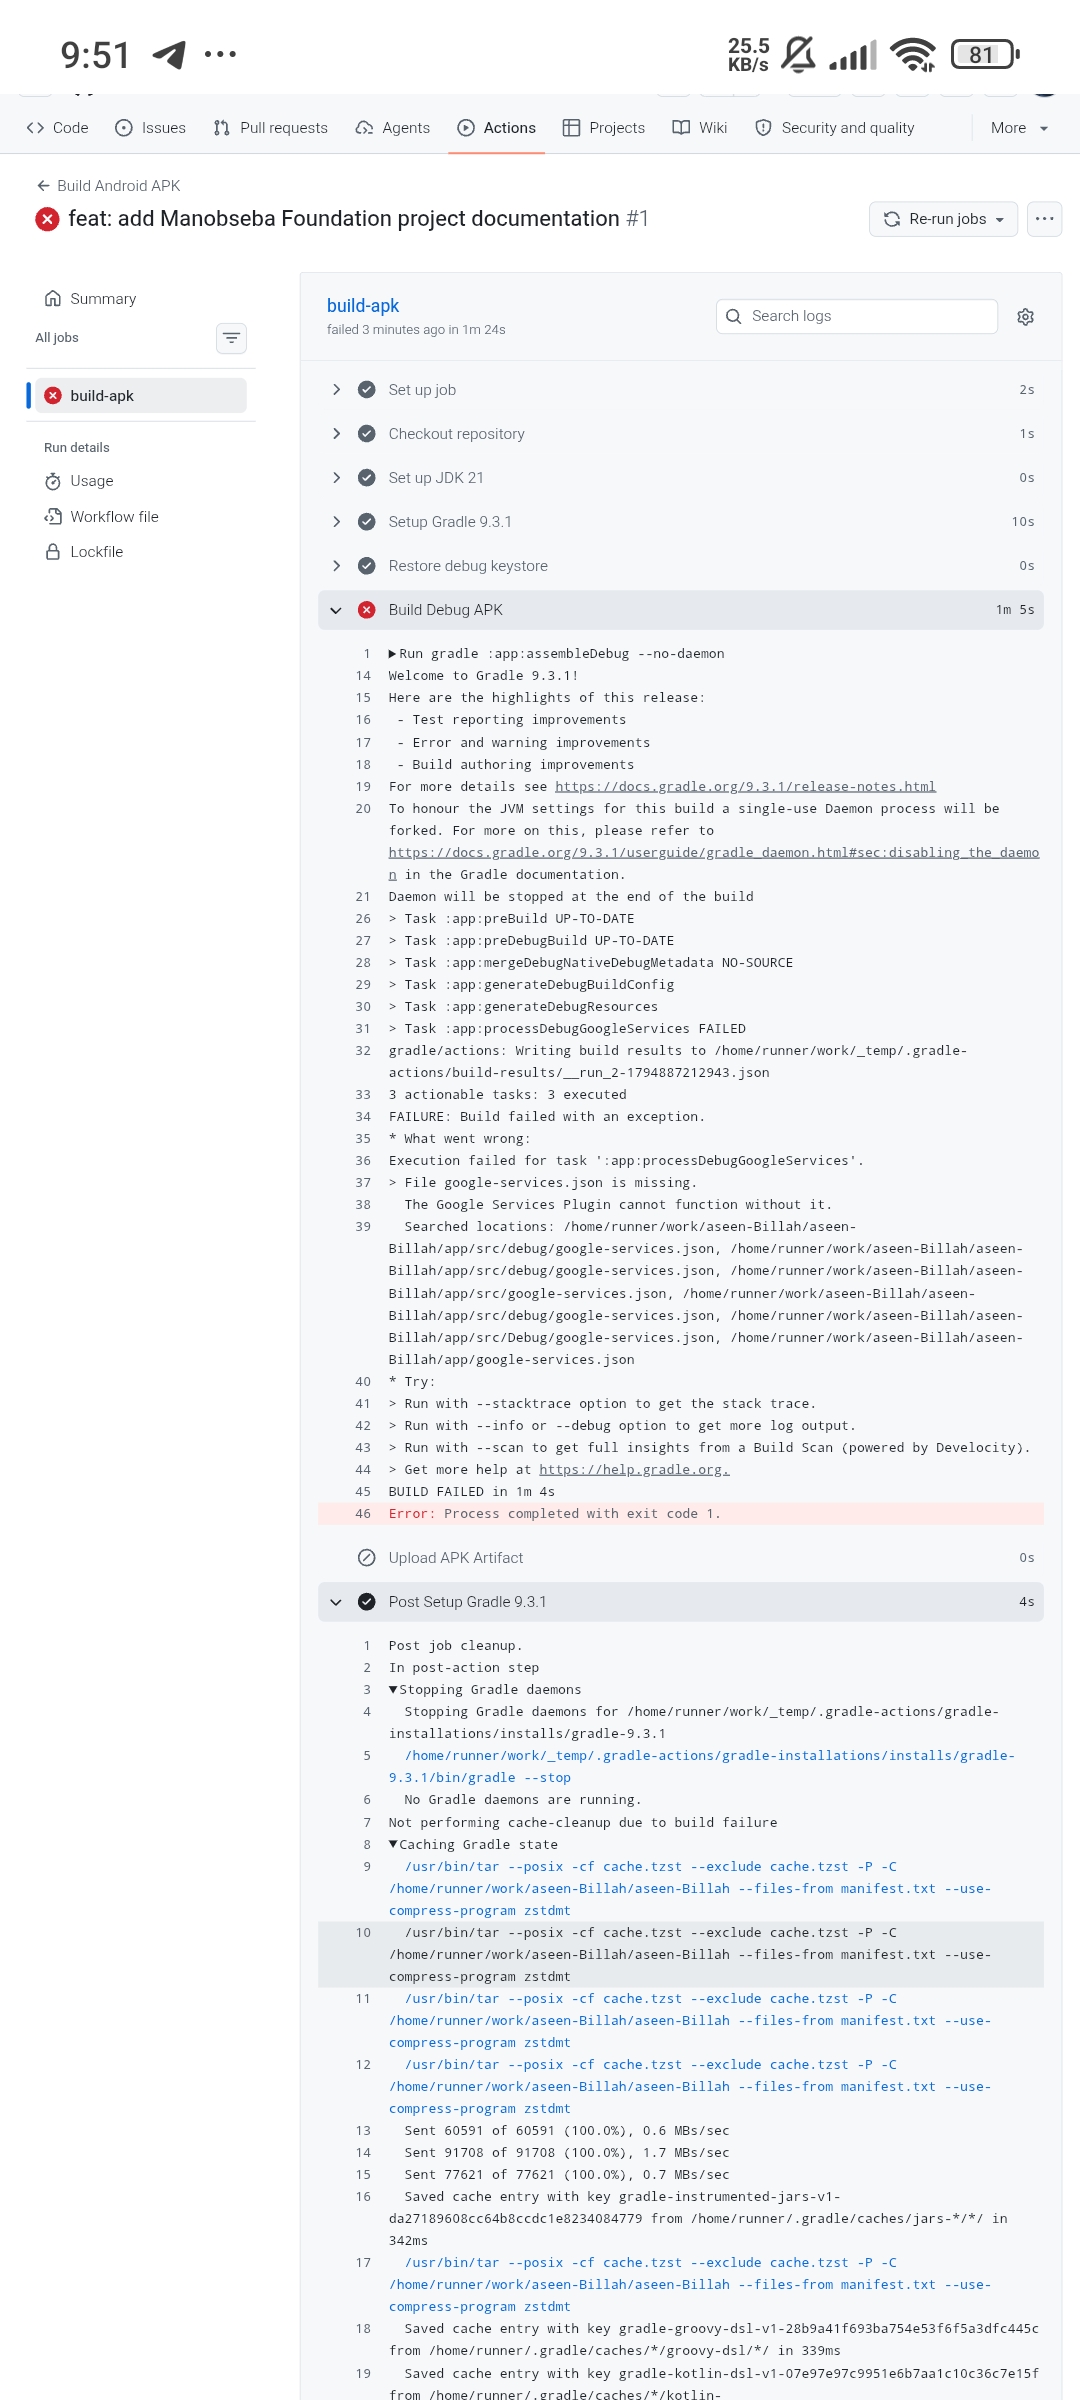 9:51 ... 25.5 KB/s 81
Code Issues Pull requests Agents Actions Projects Wiki Security and quality More
Build Android APK
feat: add Manobseba Foundation project documentation #1 Re-run jobs
Summary
All jobs
build-apk
Run details
Usage
Workflow file
Lockfile
build-apk
failed 3 minutes ago in 1m 24s
Search logs
Set up job 2s
Checkout repository 1s
Set up JDK 21 0s
Setup Gradle 9.3.1 10s
Restore debug keystore 0s
Build Debug APK 1m 5s
1 ▶Run gradle :app:assembleDebug --no-daemon
14 Welcome to Gradle 9.3.1!
15 Here are the highlights of this release:
16 - Test reporting improvements
17 - Error and warning improvements
18 - Build authoring improvements
19 For more details see https://docs.gradle.org/9.3.1/release-notes.html
20 To honour the JVM settings for this build a single-use Daemon process will be
forked. For more on this, please refer to
https://docs.gradle.org/9.3.1/userguide/gradle_daemon.html#sec:disabling_the_daemo
n in the Gradle documentation.
21 Daemon will be stopped at the end of the build
26 > Task :app:preBuild UP-TO-DATE
27 > Task :app:preDebugBuild UP-TO-DATE
28 > Task :app:mergeDebugNativeDebugMetadata NO-SOURCE
29 > Task :app:generateDebugBuildConfig
30 > Task :app:generateDebugResources
31 > Task :app:processDebugGoogleServices FAILED
32 gradle/actions: Writing build results to /home/runner/work/_temp/.gradle-
actions/build-results/__run_2-1794887212943.json
33 3 actionable tasks: 3 executed
34 FAILURE: Build failed with an exception.
35 * What went wrong:
36 Execution failed for task ':app:processDebugGoogleServices'.
37 > File google-services.json is missing.
38 The Google Services Plugin cannot function without it.
39 Searched locations: /home/runner/work/aseen-Billah/aseen-
Billah/app/src/debug/google-services.json, /home/runner/work/aseen-Billah/aseen-
Billah/app/src/debug/google-services.json, /home/runner/work/aseen-Billah/aseen-
Billah/app/src/google-services.json, /home/runner/work/aseen-Billah/aseen-
Billah/app/src/debug/google-services.json, /home/runner/work/aseen-Billah/aseen-
Billah/app/src/Debug/google-services.json, /home/runner/work/aseen-Billah/aseen-
Billah/app/google-services.json
40 * Try:
41 > Run with --stacktrace option to get the stack trace.
42 > Run with --info or --debug option to get more log output.
43 > Run with --scan to get full insights from a Build Scan (powered by Develocity).
44 > Get more help at https://help.gradle.org.
45 BUILD FAILED in 1m 4s
46 Error: Process completed with exit code 1.
Upload APK Artifact 0s
Post Setup Gradle 9.3.1 4s
1 Post job cleanup.
2 In post-action step
3 ▼Stopping Gradle daemons
4 Stopping Gradle daemons for /home/runner/work/_temp/.gradle-actions/gradle-
installations/installs/gradle-9.3.1
5 /home/runner/work/_temp/.gradle-actions/gradle-installations/installs/gradle-
9.3.1/bin/gradle --stop
6 No Gradle daemons are running.
7 Not performing cache-cleanup due to build failure
8 ▼Caching Gradle state
9 /usr/bin/tar --posix -cf cache.tzst --exclude cache.tzst -P -C
/home/runner/work/aseen-Billah/aseen-Billah --files-from manifest.txt --use-
compress-program zstdmt
10 /usr/bin/tar --posix -cf cache.tzst --exclude cache.tzst -P -C
/home/runner/work/aseen-Billah/aseen-Billah --files-from manifest.txt --use-
compress-program zstdmt
11 /usr/bin/tar --posix -cf cache.tzst --exclude cache.tzst -P -C
/home/runner/work/aseen-Billah/aseen-Billah --files-from manifest.txt --use-
compress-program zstdmt
12 /usr/bin/tar --posix -cf cache.tzst --exclude cache.tzst -P -C
/home/runner/work/aseen-Billah/aseen-Billah --files-from manifest.txt --use-
compress-program zstdmt
13 Sent 60591 of 60591 (100.0%), 0.6 MBs/sec
14 Sent 91708 of 91708 (100.0%), 1.7 MBs/sec
15 Sent 77621 of 77621 (100.0%), 0.7 MBs/sec
16 Saved cache entry with key gradle-instrumented-jars-v1-
da27189608cc64b8ccdc1e8234084779 from /home/runner/.gradle/caches/jars-*/*/ in
342ms
17 /usr/bin/tar --posix -cf cache.tzst --exclude cache.tzst -P -C
/home/runner/work/aseen-Billah/aseen-Billah --files-from manifest.txt --use-
compress-program zstdmt
18 Saved cache entry with key gradle-groovy-dsl-v1-28b9a41f693ba754e53f6f5a3dfc445c
from /home/runner/.gradle/caches/*/groovy-dsl/*/ in 339ms
19 Saved cache entry with key gradle-kotlin-dsl-v1-07e97e97c9951e6b7aa1c10c36c7e15f
from /home/runner/.gradle/caches/*/kotlin-